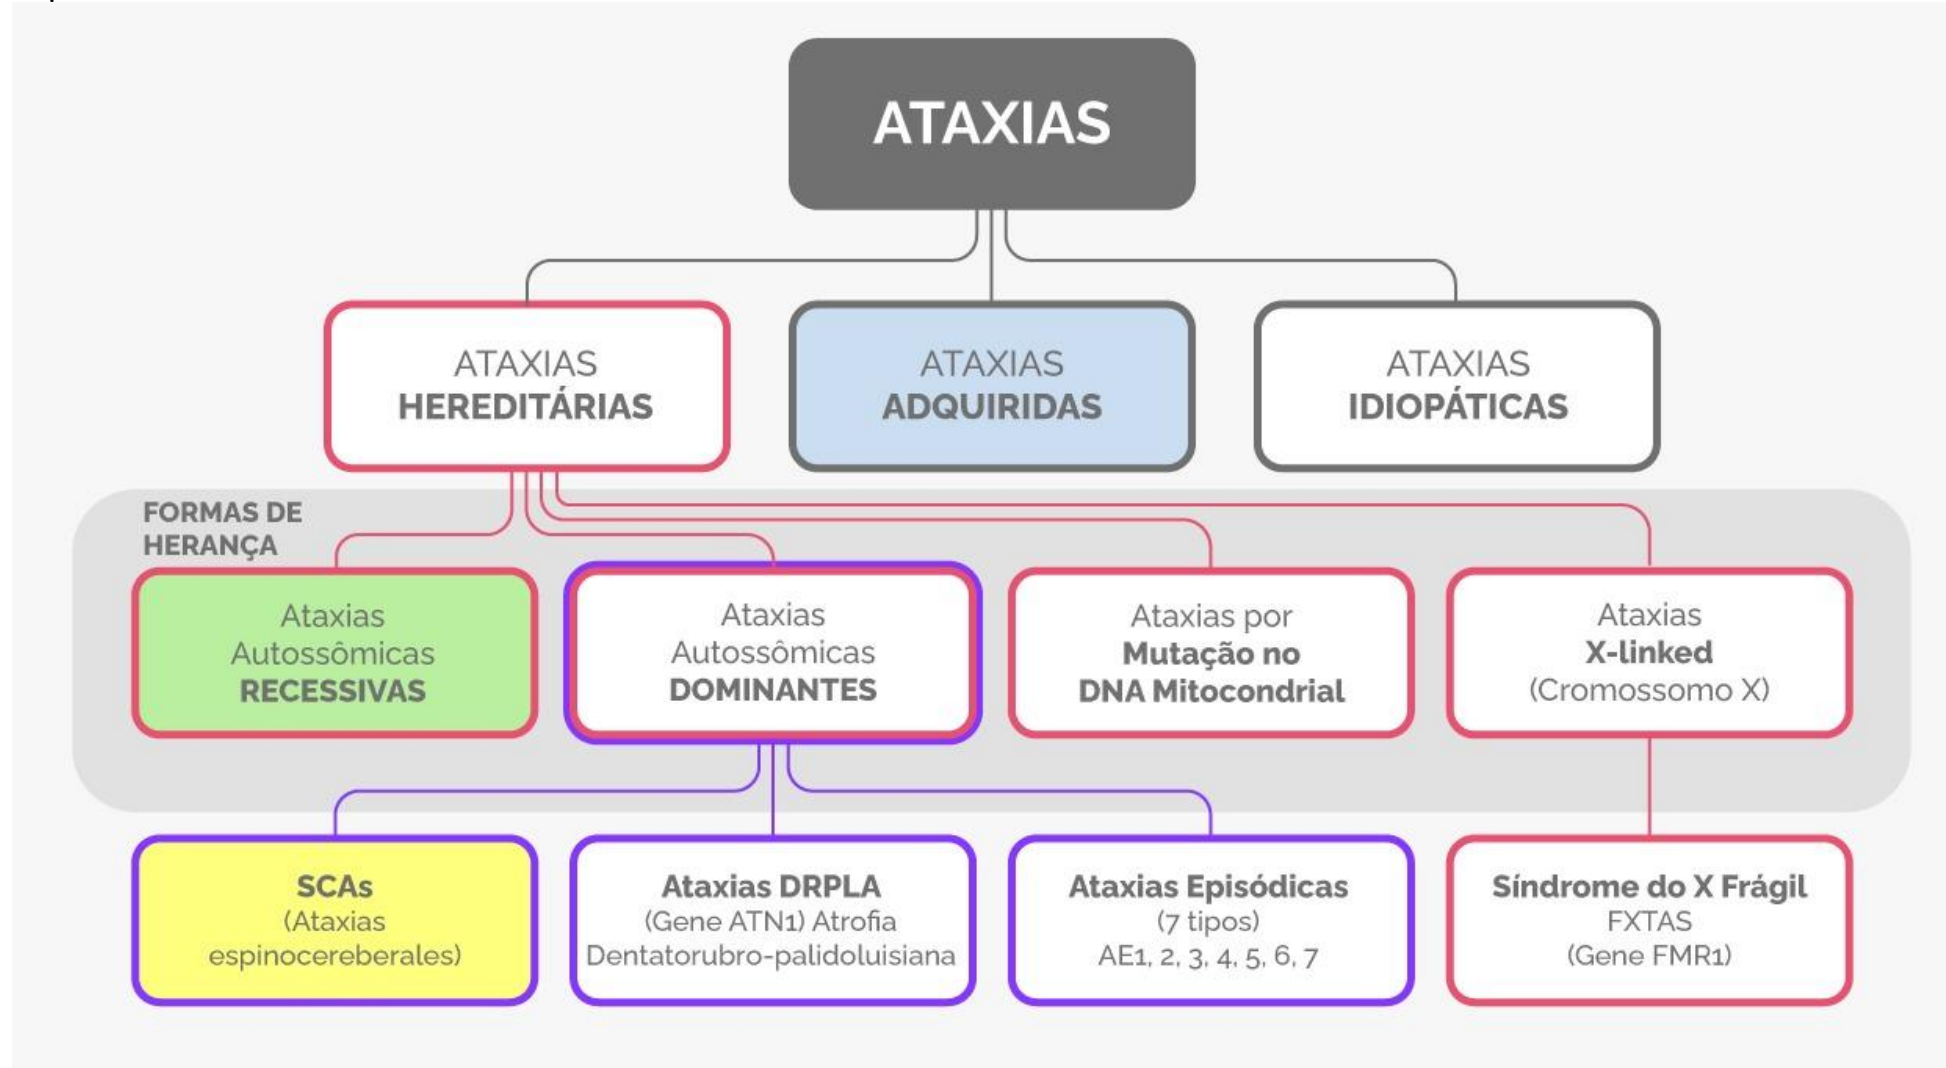 ATAXIAS
ATAXIAS
HEREDITÁRIAS
ATAXIAS
ADQUIRIDAS
ATAXIAS
IDIOPÁTICAS
FORMAS DE
HERANÇA
Ataxias
Autossômicas
RECESSIVAS
Ataxias
Autossômicas
DOMINANTES
Ataxias por
Mutação no
DNA Mitocondrial
Ataxias
X-linked
(Cromossomo X)
SCAs
(Ataxias
espinocereberales)
Ataxias DRPLA
(Gene ATN1) Atrofia
Dentatorubro-palidoluisiana
Ataxias Episódicas
(7 tipos)
AE1, 2, 3, 4, 5, 6, 7
Síndrome do X Frágil
FXTAS
(Gene FMR1)